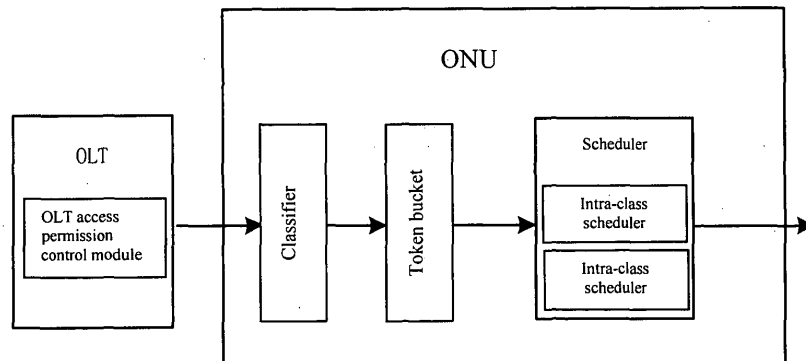 ONU
OLT
OLT access
permission
control module
Classifier
Token bucket
Scheduler
Intra-class
scheduler
Intra-class
scheduler